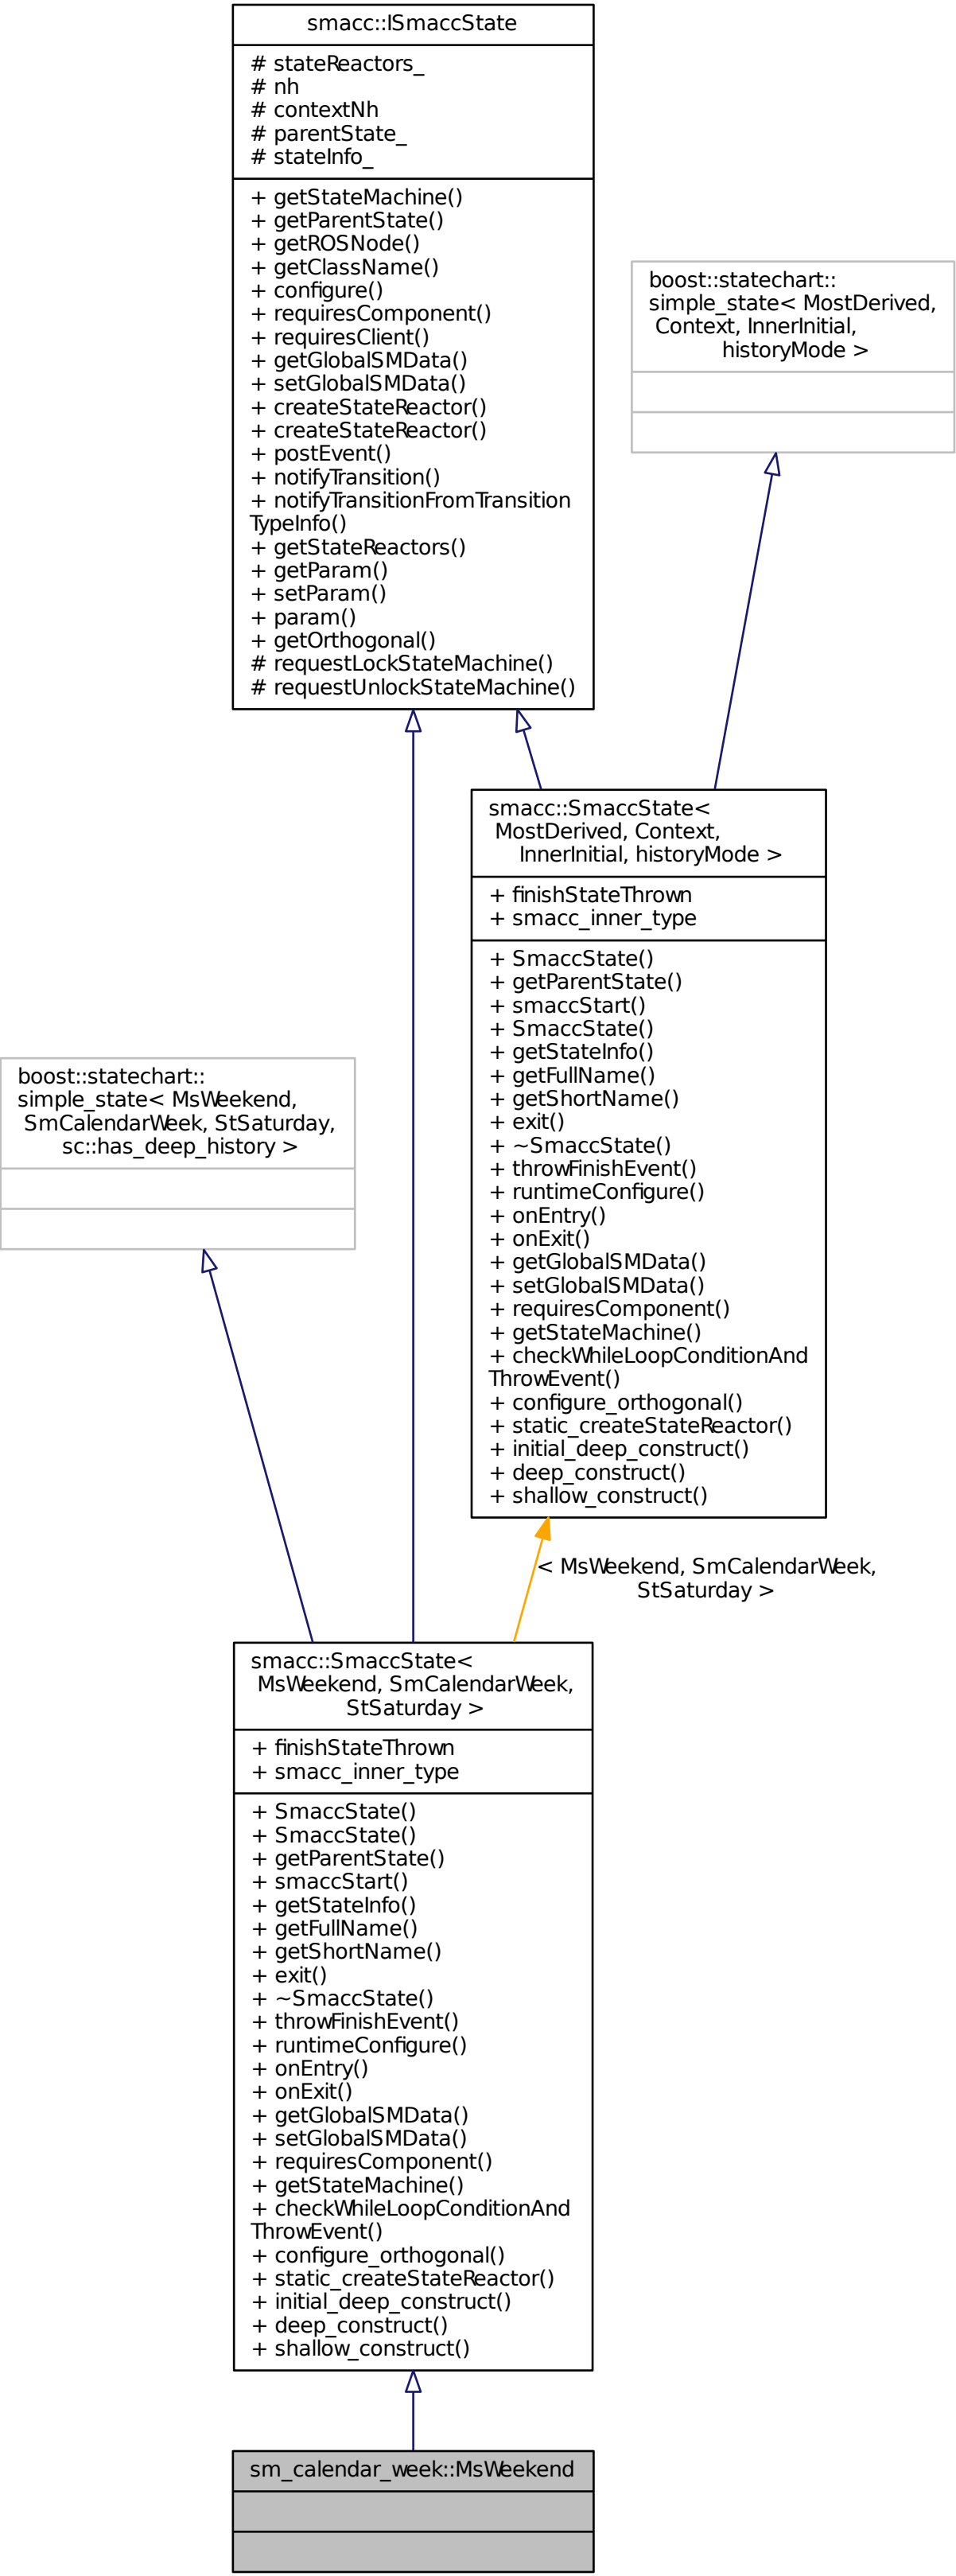 smacc::ISmaccState
# stateReactors_
# nh
# contextNh
# parentState_
# stateInfo_
+ getStateMachine()
+ getParentState()
+ getROSNode()
+ getClassName()
+ configure()
+ requiresComponent()
+ requiresClient()
+ getGlobalSMData()
+ setGlobalSMData()
+ createStateReactor()
+ createStateReactor()
+ postEvent()
+ notifyTransition()
+ notifyTransitionFromTransition
TypeInfo()
+ getStateReactors()
+ getParam()
+ setParam()
+ param()
+ getOrthogonal()
# requestLockStateMachine()
# requestUnlockStateMachine()
boost::statechart::
simple_state< MostDerived,
Context, InnerInitial,
historyMode >
smacc::SmaccState<
MostDerived, Context,
InnerInitial, historyMode >
+ finishStateThrown
+ smacc_inner_type
+ SmaccState()
+ getParentState()
+ smaccStart()
+ SmaccState()
+ getStateInfo()
+ getFullName()
+ getShortName()
+ exit()
+ ~SmaccState()
+ throwFinishEvent()
+ runtimeConfigure()
+ onEntry()
+ onExit()
+ getGlobalSMData()
+ setGlobalSMData()
+ requiresComponent()
+ getStateMachine()
+ checkWhileLoopConditionAnd
ThrowEvent()
+ configure_orthogonal()
+ static_createStateReactor()
+ initial_deep_construct()
+ deep_construct()
+ shallow_construct()
boost::statechart::
simple_state< MsWeekend,
SmCalendarWeek, StSaturday,
sc::has_deep_history >
< MsWeekend, SmCalendarWeek,
StSaturday >
smacc::SmaccState<
MsWeekend, SmCalendarWeek,
StSaturday >
+ finishStateThrown
+ smacc_inner_type
+ SmaccState()
+ SmaccState()
+ getParentState()
+ smaccStart()
+ getStateInfo()
+ getFullName()
+ getShortName()
+ exit()
+ ~SmaccState()
+ throwFinishEvent()
+ runtimeConfigure()
+ onEntry()
+ onExit()
+ getGlobalSMData()
+ setGlobalSMData()
+ requiresComponent()
+ getStateMachine()
+ checkWhileLoopConditionAnd
ThrowEvent()
+ configure_orthogonal()
+ static_createStateReactor()
+ initial_deep_construct()
+ deep_construct()
+ shallow_construct()
sm_calendar_week::MsWeekend